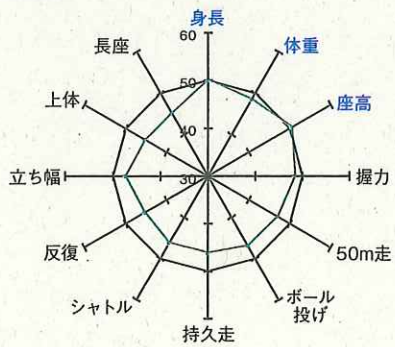 身長
60
長座
体重
50
上体
座高
40
立ち幅
30
握力
反復
50m走
シャトル
ボール
投げ
持久走